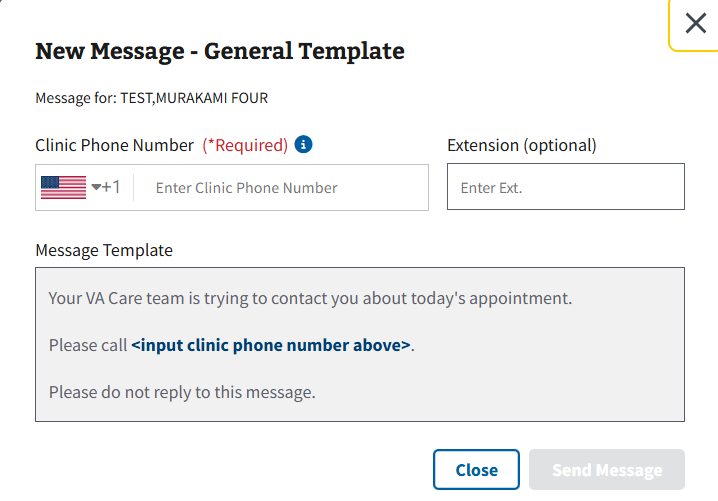 New Message - General Template
Message for: TEST,MURAKAMI FOUR
Clinic Phone Number (*Required) i
Extension (optional)
+1 Enter Clinic Phone Number
Enter Ext.
Message Template
Your VA Care team is trying to contact you about today's appointment.
Please call <input clinic phone number above>.
Please do not reply to this message.
Close
Send Message